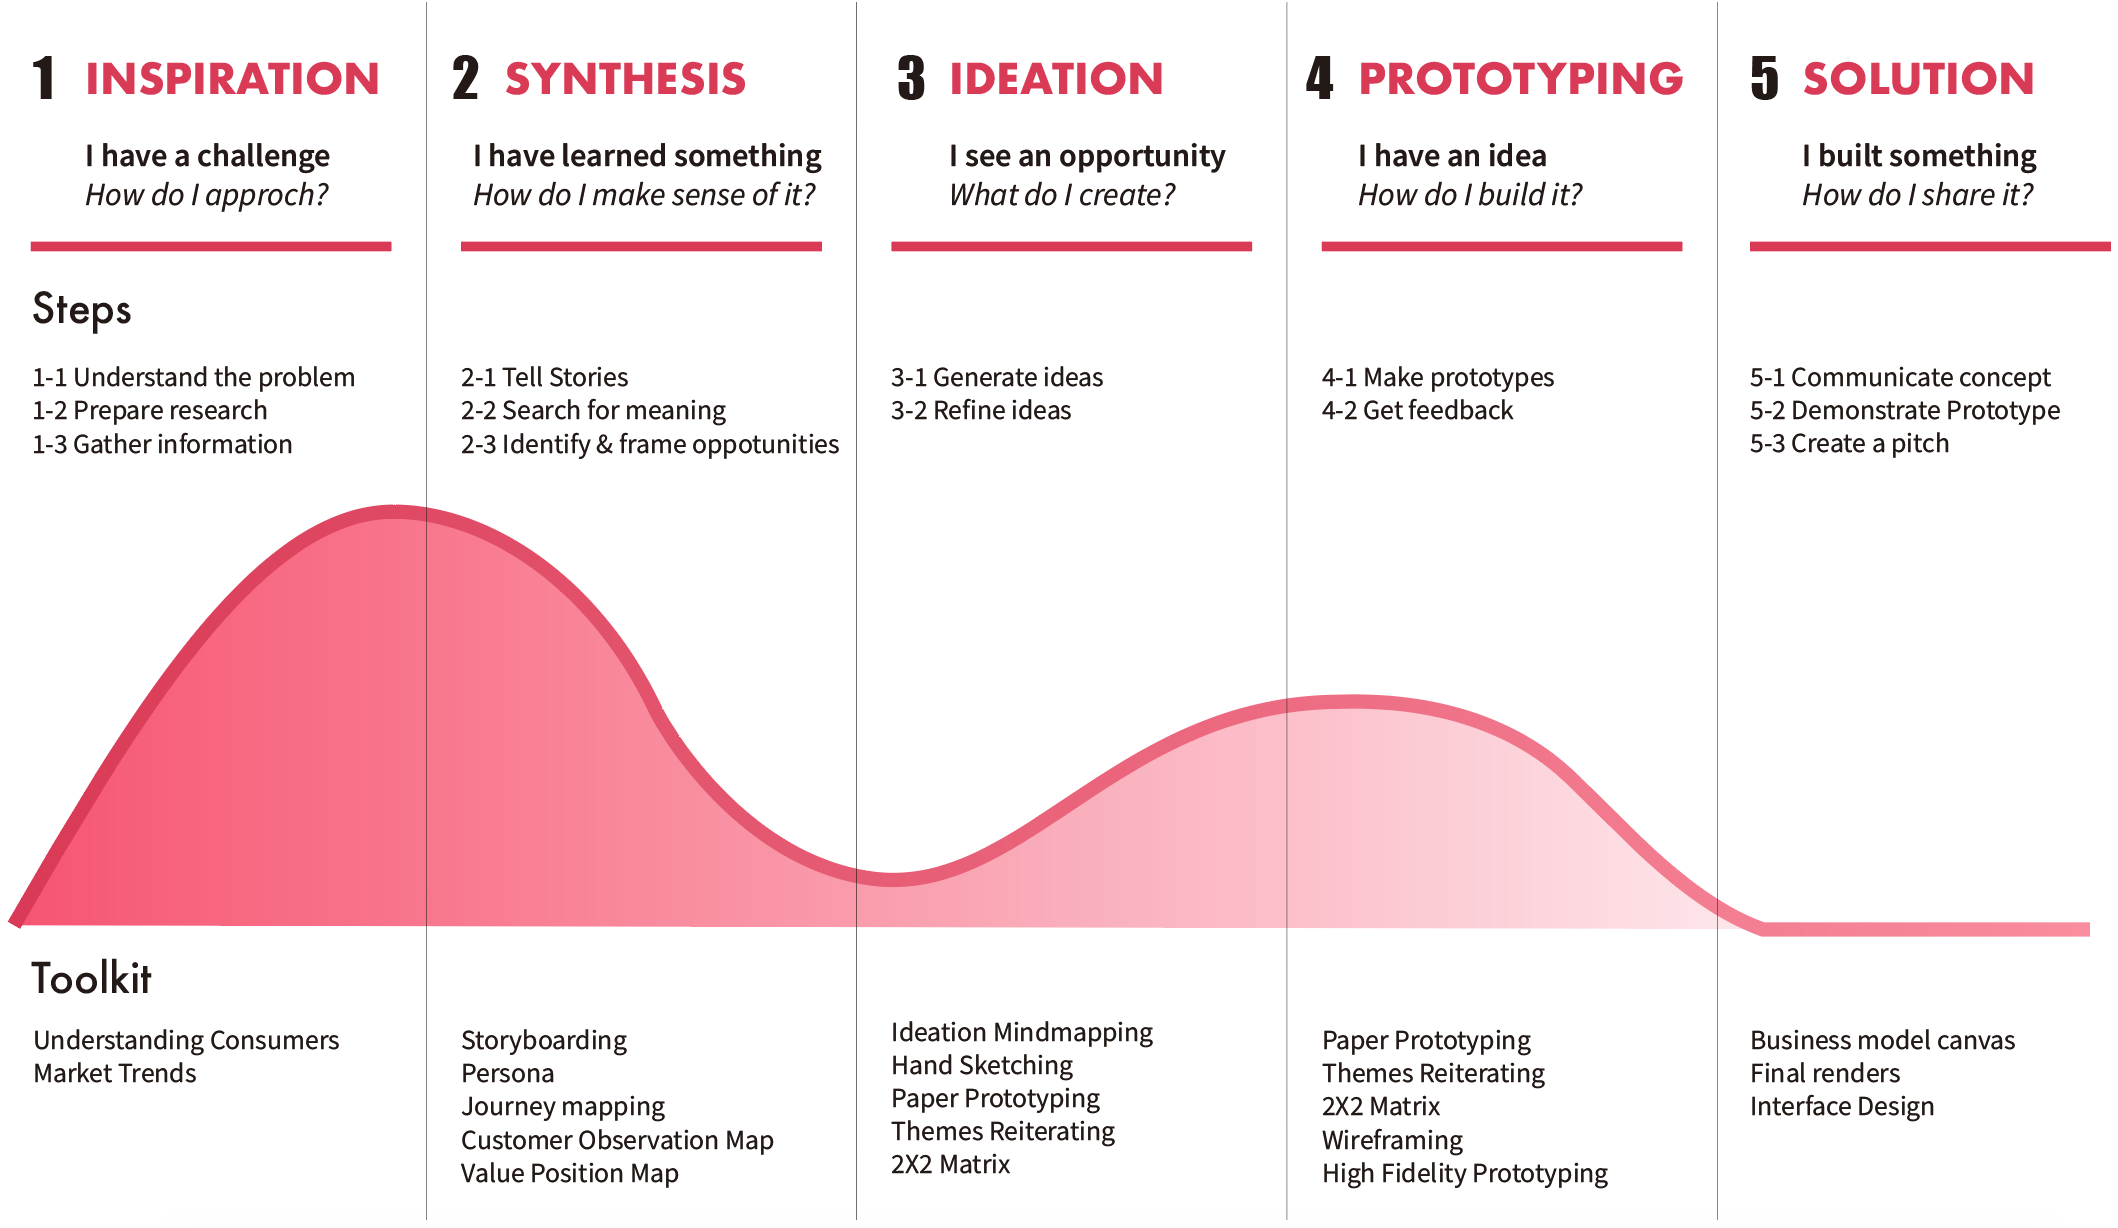 1 INSPIRATION
I have a challenge
How do I approch?
2 SYNTHESIS
I have learned something
How do I make sense of it?
3 IDEATION
I see an opportunity
What do I create?
4 PROTOTYPING
I have an idea
How do I build it?
5 SOLUTION
I built something
How do I share it?
Steps
1-1 Understand the problem
1-2 Prepare research
1-3 Gather information
2-1 Tell Stories
2-2 Search for meaning
2-3 Identify & frame oppotunities
3-1 Generate ideas
3-2 Refine ideas
4-1 Make prototypes
4-2 Get feedback
5-1 Communicate concept
5-2 Demonstrate Prototype
5-3 Create a pitch
Toolkit
Understanding Consumers
Market Trends
Storyboarding
Persona
Journey mapping
Customer Observation Map
Value Position Map
Ideation Mindmapping
Hand Sketching
Paper Prototyping
Themes Reiterating
2X2 Matrix
Paper Prototyping
Themes Reiterating
2X2 Matrix
Wireframing
High Fidelity Prototyping
Business model canvas
Final renders
Interface Design